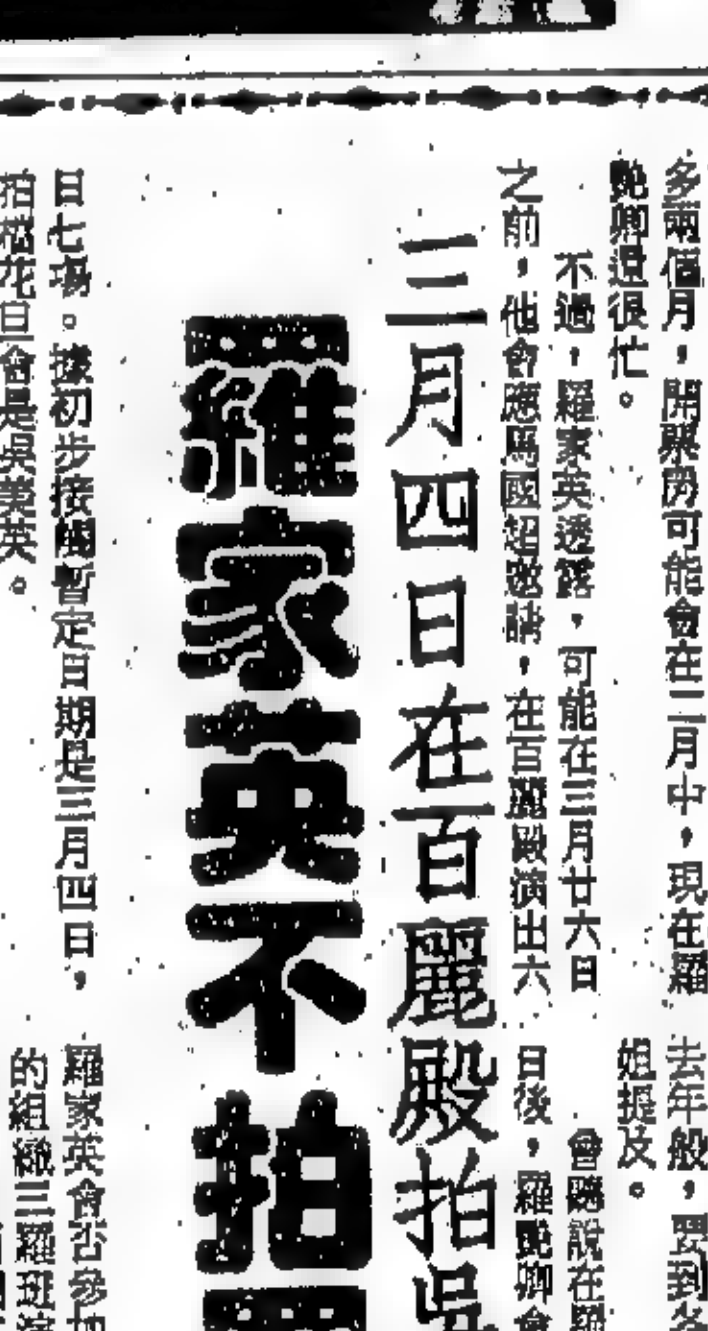 多兩個月，開票房可能會在二月中，現在羅
艷卿還很忙。
不過，羅家英透露，可能在三月廿六日
之前，他會應馬國超邀請，在百麗殿演出六
三月四日在百麗殿拍吳
羅家英不拍
日七場。據初步接觸暫定日期是三月四日，
拍檔花旦會是吳美英。
去年般，要到
姐提及。
會聽說在羅
日後，羅艷卿會
羅家英會否參加
的組織三羅班演